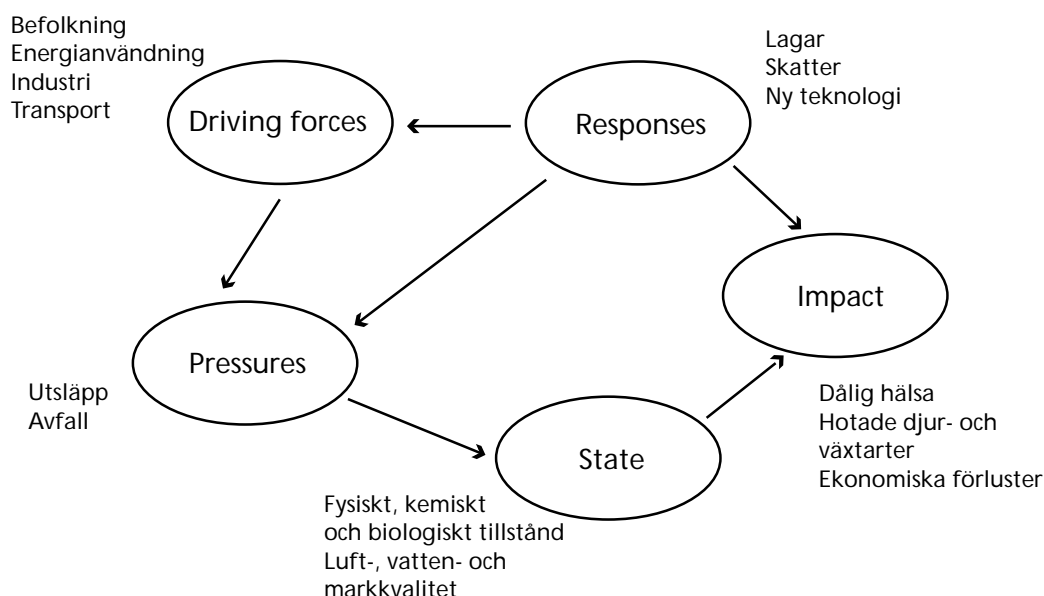 Befolkning
Energianvändning
Industri
Transport
Driving forces
Responses
Lagar
Skatter
Ny teknologi
Impact
Pressures
Utsläpp
Avfall
Dålig hälsa
Hotade djur- och
växtarter
Ekonomiska förluster
State
Fysiskt, kemiskt
och biologiskt tillstånd
Luft-, vatten- och
markkvalitet